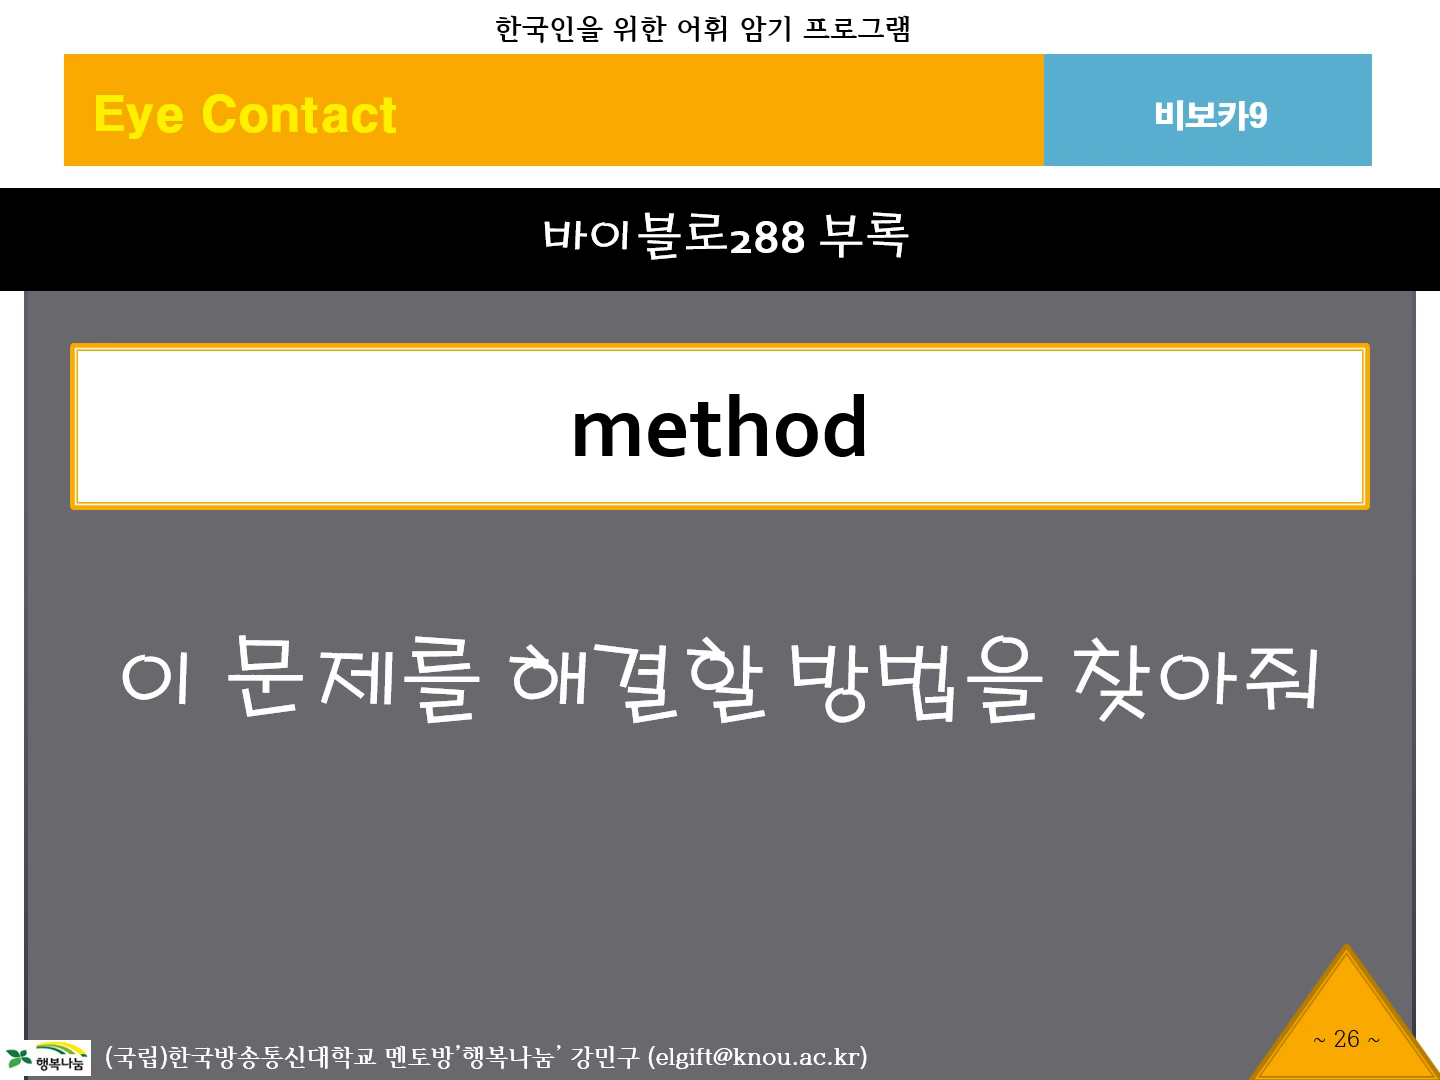 한국인을 위한 어휘 암기 프로그램
Eye Contact
비보카9
바이블로288 부록
method
이 문제를 해결할 방법을 찾아줘
~ 26 ~
행복나눔
(국립)한국방송통신대학교 멘토방'행복나눔' 강민구 (elgift@knou.ac.kr)